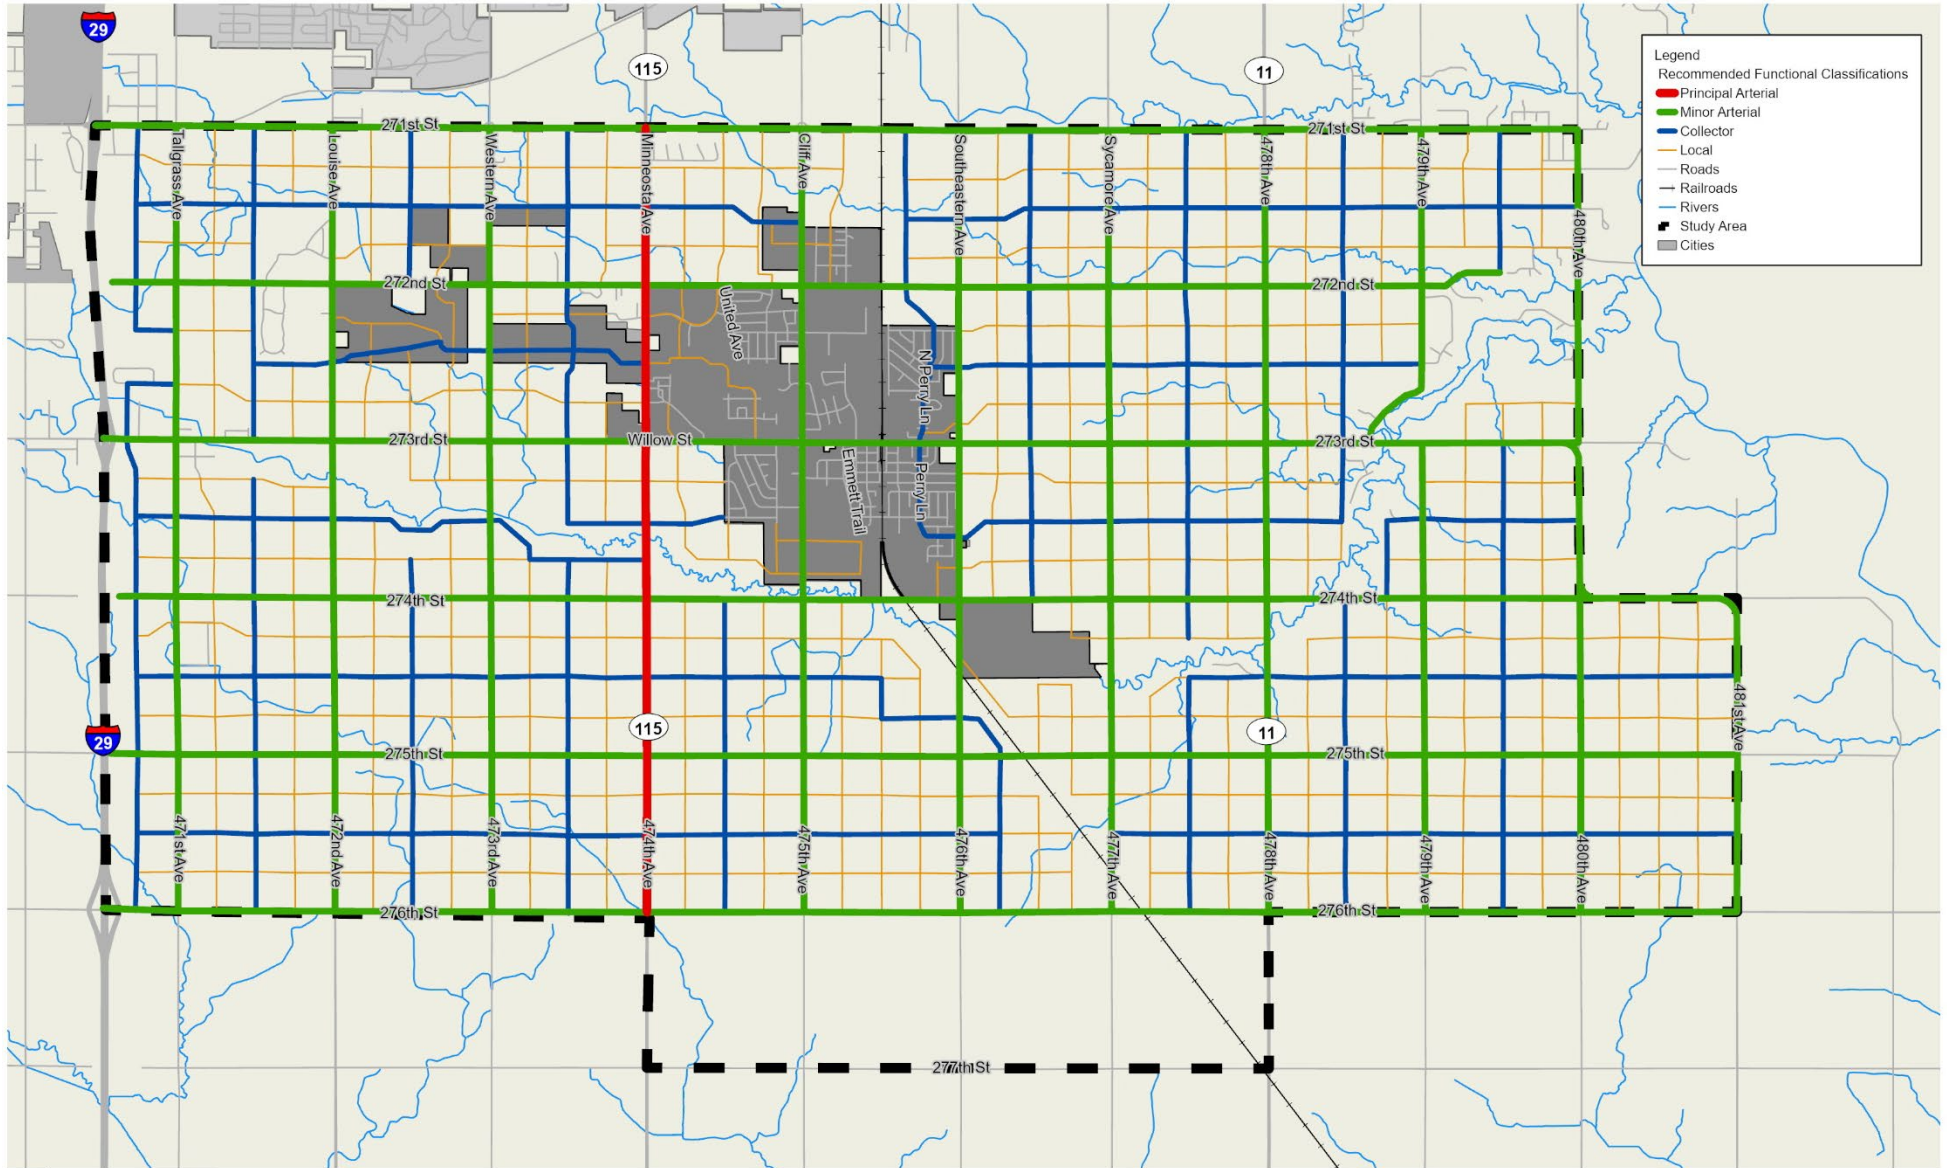 29
115
11
Legend
Recommended Functional Classifications
Principal Arterial
Minor Arterial
Collector
Local
Roads
Railroads
Rivers
Study Area
Cities
271st St
271st St
Tallgrass Ave
Louise Ave
Western Ave
Minneosta Ave
Cliff Ave
Southeastern Ave
Sycamore Ave
478th Ave
479th Ave
480th Ave
272nd St
272nd St
United Ave
N Perry Ln
273rd St
Willow St
273rd St
Emmett Trail
Perry Ln
274th St
274th St
29
115
11
481st Ave
275th St
275th St
471st Ave
472nd Ave
473rd Ave
474th Ave
475th Ave
476th Ave
477th Ave
478th Ave
479th Ave
480th Ave
276th St
276th St
277th St